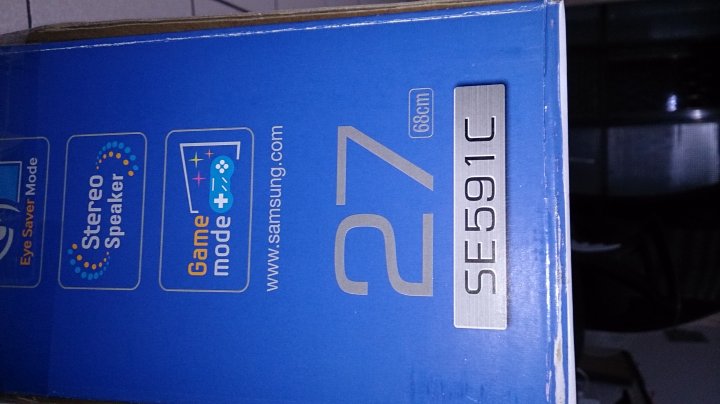 Eye Saver Mode
Stereo
Speaker
Game
mode
www.samsung.com
27
68cm
SE591C